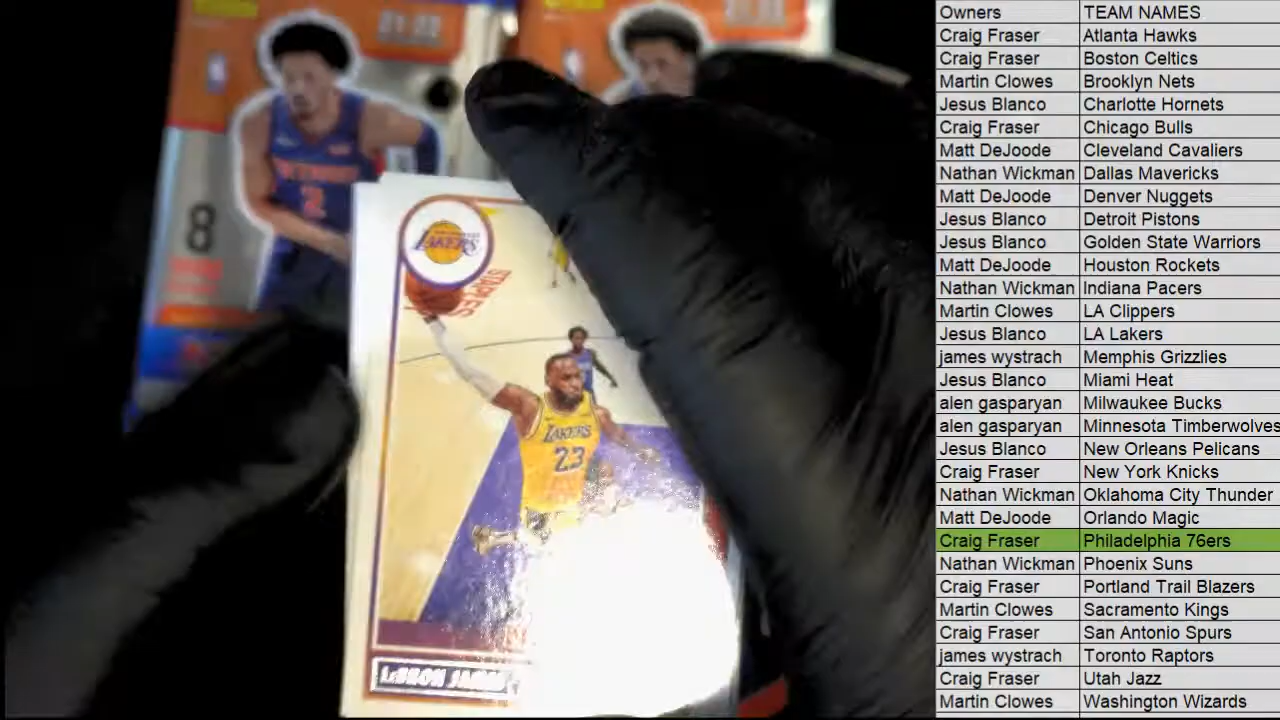 8
2
LAKERS
STAPLES
LAKERS
23
LEBRON JAMES
Owners TEAM NAMES
Craig Fraser Atlanta Hawks
Craig Fraser Boston Celtics
Martin Clowes Brooklyn Nets
Jesus Blanco Charlotte Hornets
Craig Fraser Chicago Bulls
Matt DeJoode Cleveland Cavaliers
Nathan Wickman Dallas Mavericks
Matt DeJoode Denver Nuggets
Jesus Blanco Detroit Pistons
Jesus Blanco Golden State Warriors
Matt DeJoode Houston Rockets
Nathan Wickman Indiana Pacers
Martin Clowes LA Clippers
Jesus Blanco LA Lakers
james wystrach Memphis Grizzlies
Jesus Blanco Miami Heat
alen gasparyan Milwaukee Bucks
alen gasparyan Minnesota Timberwolves
Jesus Blanco New Orleans Pelicans
Craig Fraser New York Knicks
Nathan Wickman Oklahoma City Thunder
Matt DeJoode Orlando Magic
Craig Fraser Philadelphia 76ers
Nathan Wickman Phoenix Suns
Craig Fraser Portland Trail Blazers
Martin Clowes Sacramento Kings
Craig Fraser San Antonio Spurs
james wystrach Toronto Raptors
Craig Fraser Utah Jazz
Martin Clowes Washington Wizards